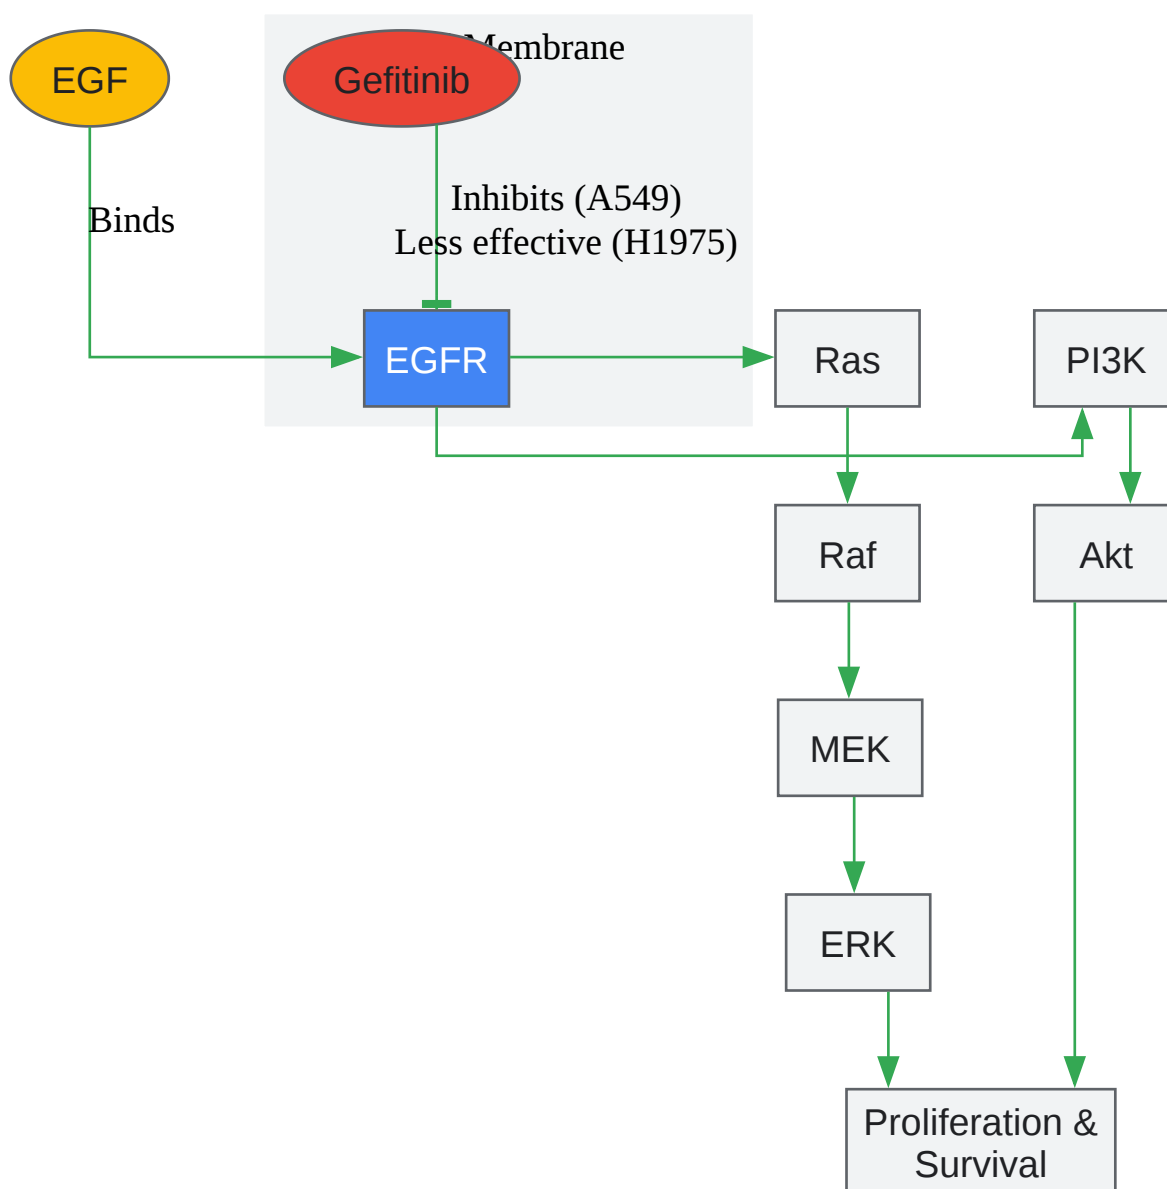 EGF
Gefitinib
Membrane
Binds
Inhibits (A549)
Less effective (H1975)
EGFR
Ras
PI3K
Raf
Akt
MEK
ERK
Proliferation &
Survival